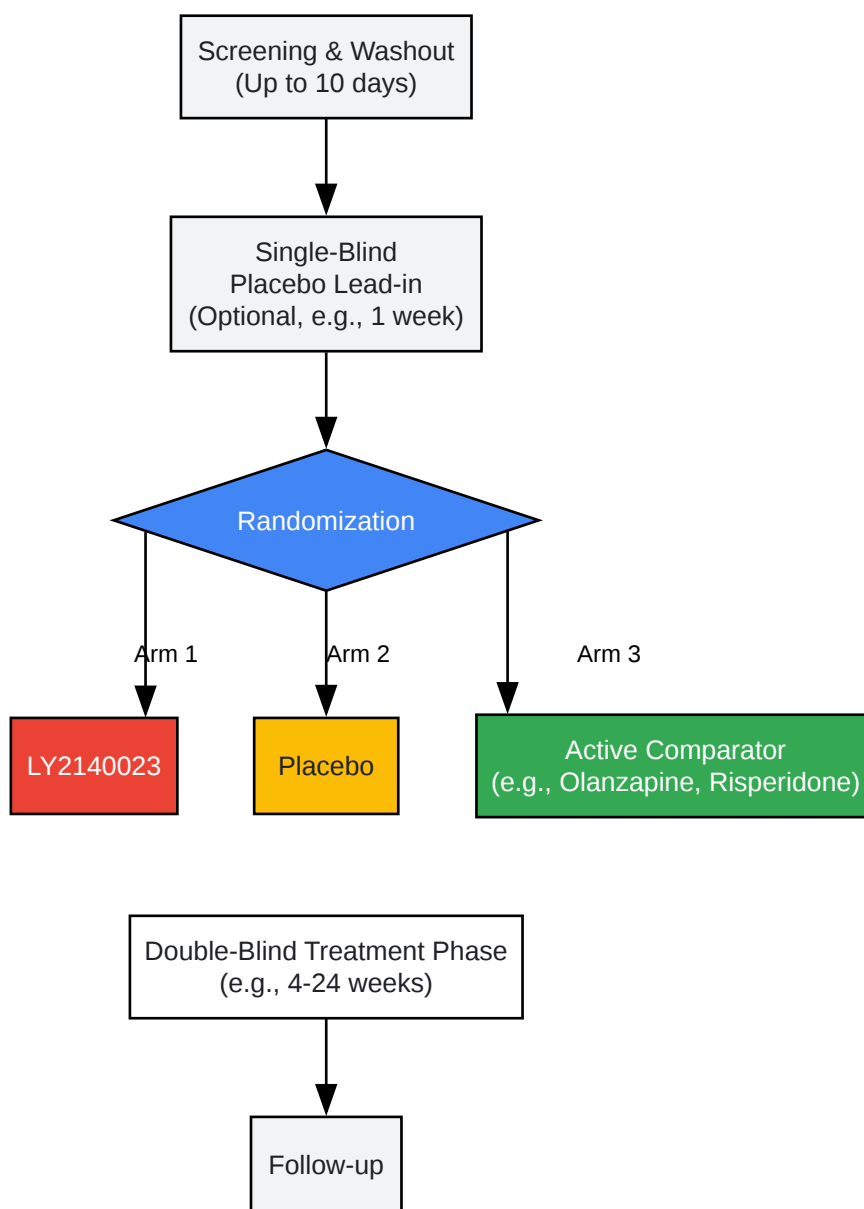 Screening & Washout
(Up to 10 days)
Single-Blind
Placebo Lead-in
(Optional, e.g., 1 week)
Randomization
Arm 1
Arm 2
Arm 3
LY2140023
Placebo
Active Comparator
(e.g., Olanzapine, Risperidone)
Double-Blind Treatment Phase
(e.g., 4-24 weeks)
Follow-up